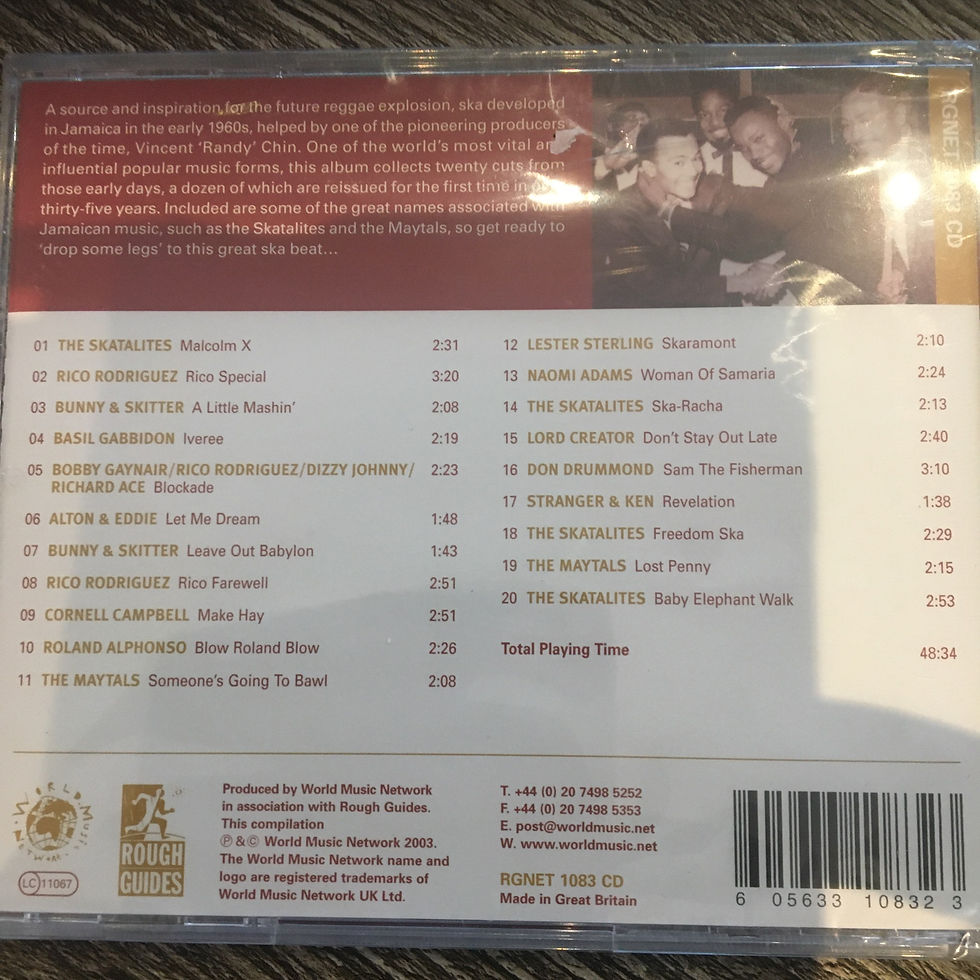 A source and inspiration for the future reggae explosion, ska developed
in Jamaica in the early 1960s, helped by one of the pioneering producers
of the time, Vincent ‘Randy’ Chin. One of the world’s most vital and
influential popular music forms, this album collects twenty cuts from
those early days, a dozen of which are reissued for the first time in
thirty-five years. Included are some of the great names associated with
Jamaican music, such as the Skatalites and the Maytals, so get ready to
‘drop some legs’ to this great ska beat…
RGNET 1083 CD
01 THE SKATALITES Malcolm X 2:31
02 RICO RODRIGUEZ Rico Special 3:20
03 BUNNY & SKITTER A Little Mashin’ 2:08
04 BASIL GABBIDON Iveree 2:19
05 BOBBY GAYNAIR/RICO RODRIGUEZ/DIZZY JOHNNY/ 2:23
RICHARD ACE Blockade
06 ALTON & EDDIE Let Me Dream 1:48
07 BUNNY & SKITTER Leave Out Babylon 1:43
08 RICO RODRIGUEZ Rico Farewell 2:51
09 CORNELL CAMPBELL Make Hay 2:51
10 ROLAND ALPHONSO Blow Roland Blow 2:26
11 THE MAYTALS Someone’s Going To Bawl 2:08
12 LESTER STERLING Skaramont 2:10
13 NAOMI ADAMS Woman Of Samaria 2:24
14 THE SKATALITES Ska-Racha 2:13
15 LORD CREATOR Don’t Stay Out Late 2:40
16 DON DRUMMOND Sam The Fisherman 3:10
17 STRANGER & KEN Revelation 1:38
18 THE SKATALITES Freedom Ska 2:29
19 THE MAYTALS Lost Penny 2:15
20 THE SKATALITES Baby Elephant Walk 2:53
Total Playing Time 48:34
WORLD MUSIC NETWORK
LC 11067
ROUGH
GUIDES
Produced by World Music Network
in association with Rough Guides.
This compilation
℗ & © World Music Network 2003.
The World Music Network name and
logo are registered trademarks of
World Music Network UK Ltd.
T. +44 (0) 20 7498 5252
F. +44 (0) 20 7498 5353
E. post@worldmusic.net
W. www.worldmusic.net
RGNET 1083 CD
Made in Great Britain
6 05633 10832 3